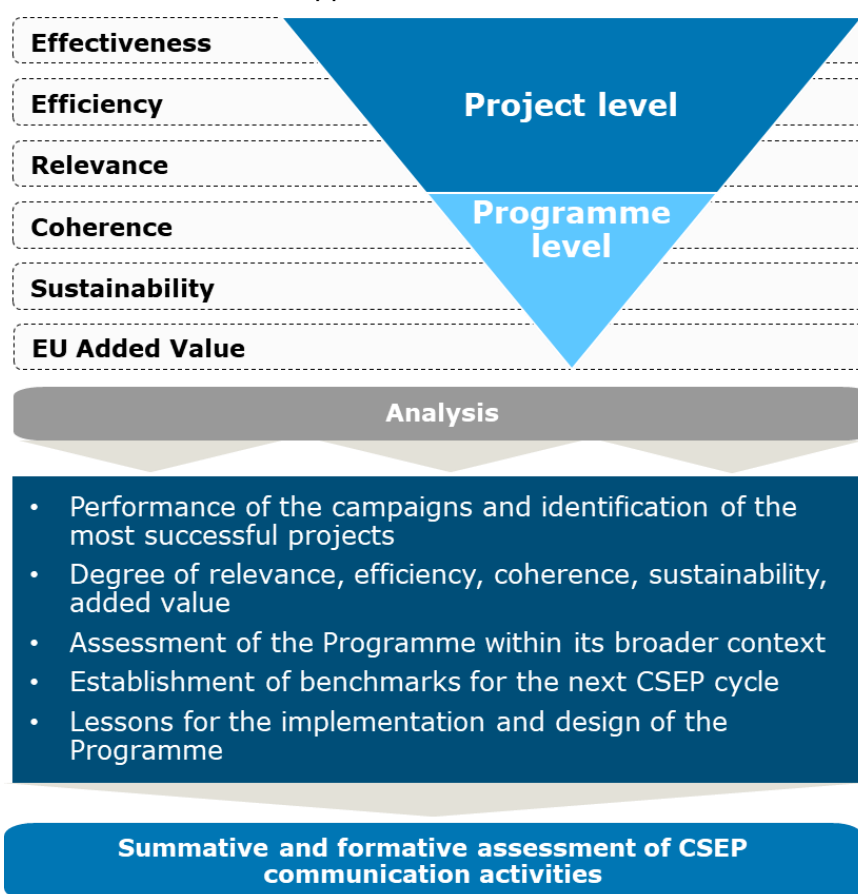 Effectiveness
Efficiency
Project level
Relevance
Programme
level
Coherence
Sustainability
EU Added Value
Analysis
• Performance of the campaigns and identification of the
most successful projects
• Degree of relevance, efficiency, coherence, sustainability,
added value
• Assessment of the Programme within its broader context
• Establishment of benchmarks for the next CSEP cycle
• Lessons for the implementation and design of the
Programme
Summative and formative assessment of CSEP
communication activities